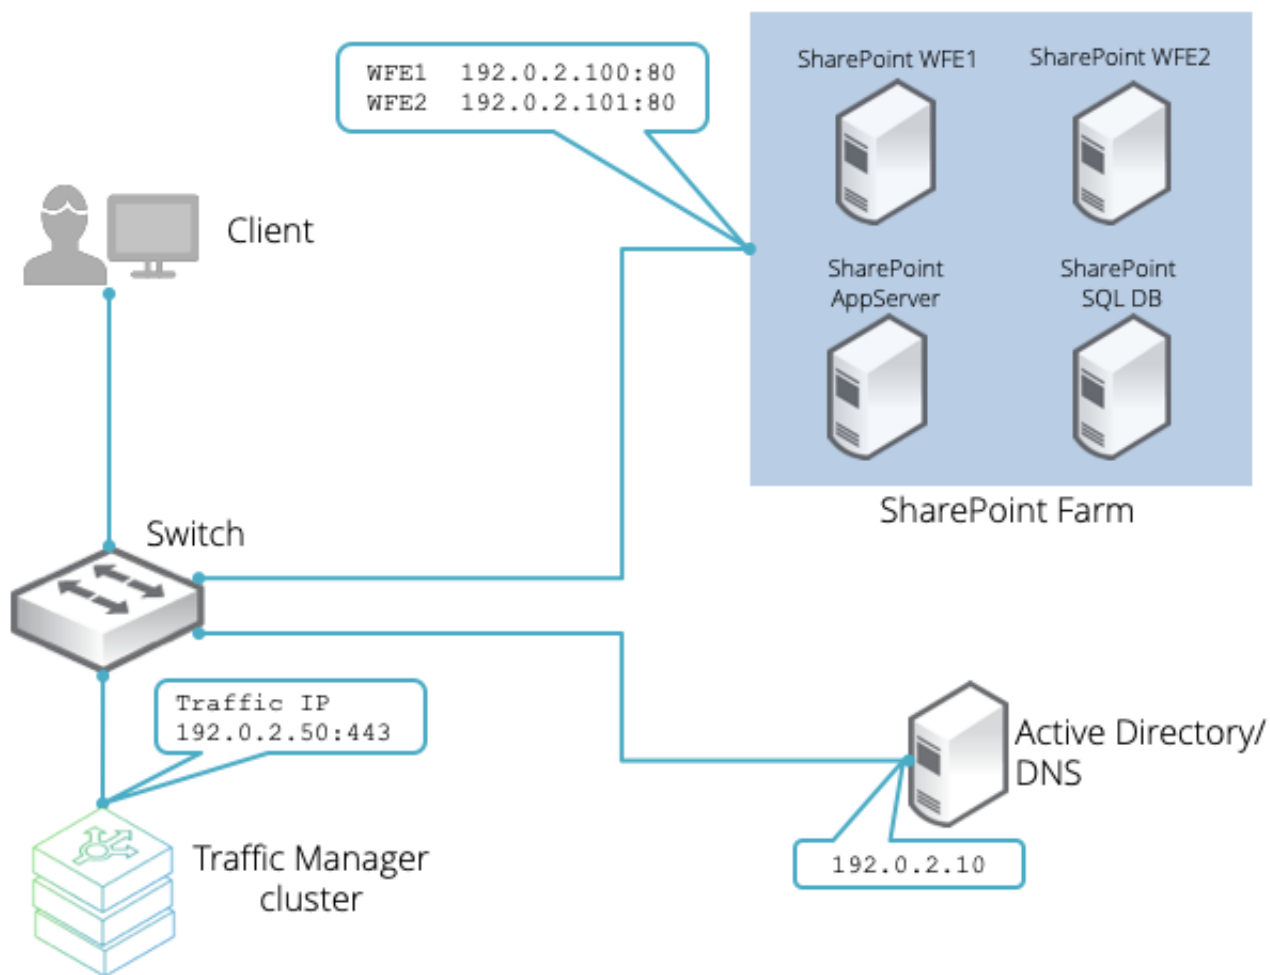 SharePoint WFE1
SharePoint WFE2
WFE1 192.0.2.100:80
WFE2 192.0.2.101:80
Client
SharePoint
AppServer
SharePoint
SQL DB
SharePoint Farm
Switch
Traffic IP
192.0.2.50:443
Active Directory/
DNS
192.0.2.10
Traffic Manager
cluster